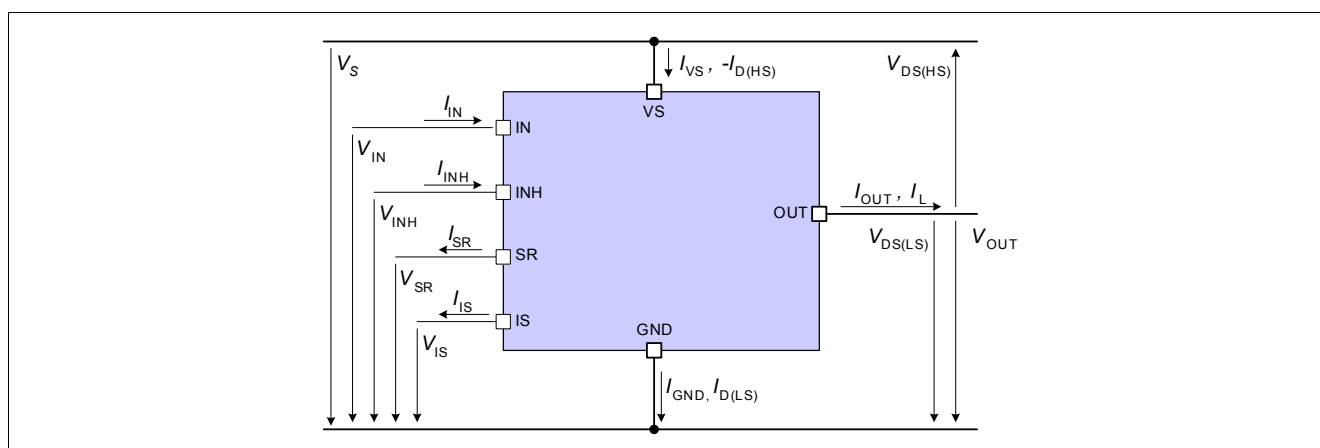 V_S
I_VS , -I_D(HS)
V_DS(HS)
VS
I_IN
IN
V_IN
I_INH
INH
V_INH
OUT
I_OUT , I_L
V_DS(LS)
V_OUT
I_SR
SR
V_SR
I_IS
IS
V_IS
GND
I_GND, I_D(LS)